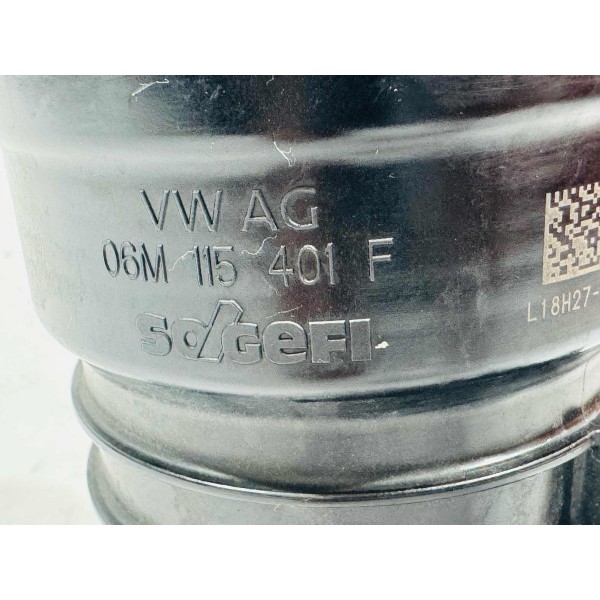 VW AG
06M 115 401 F
SOGEFI
L18H27-